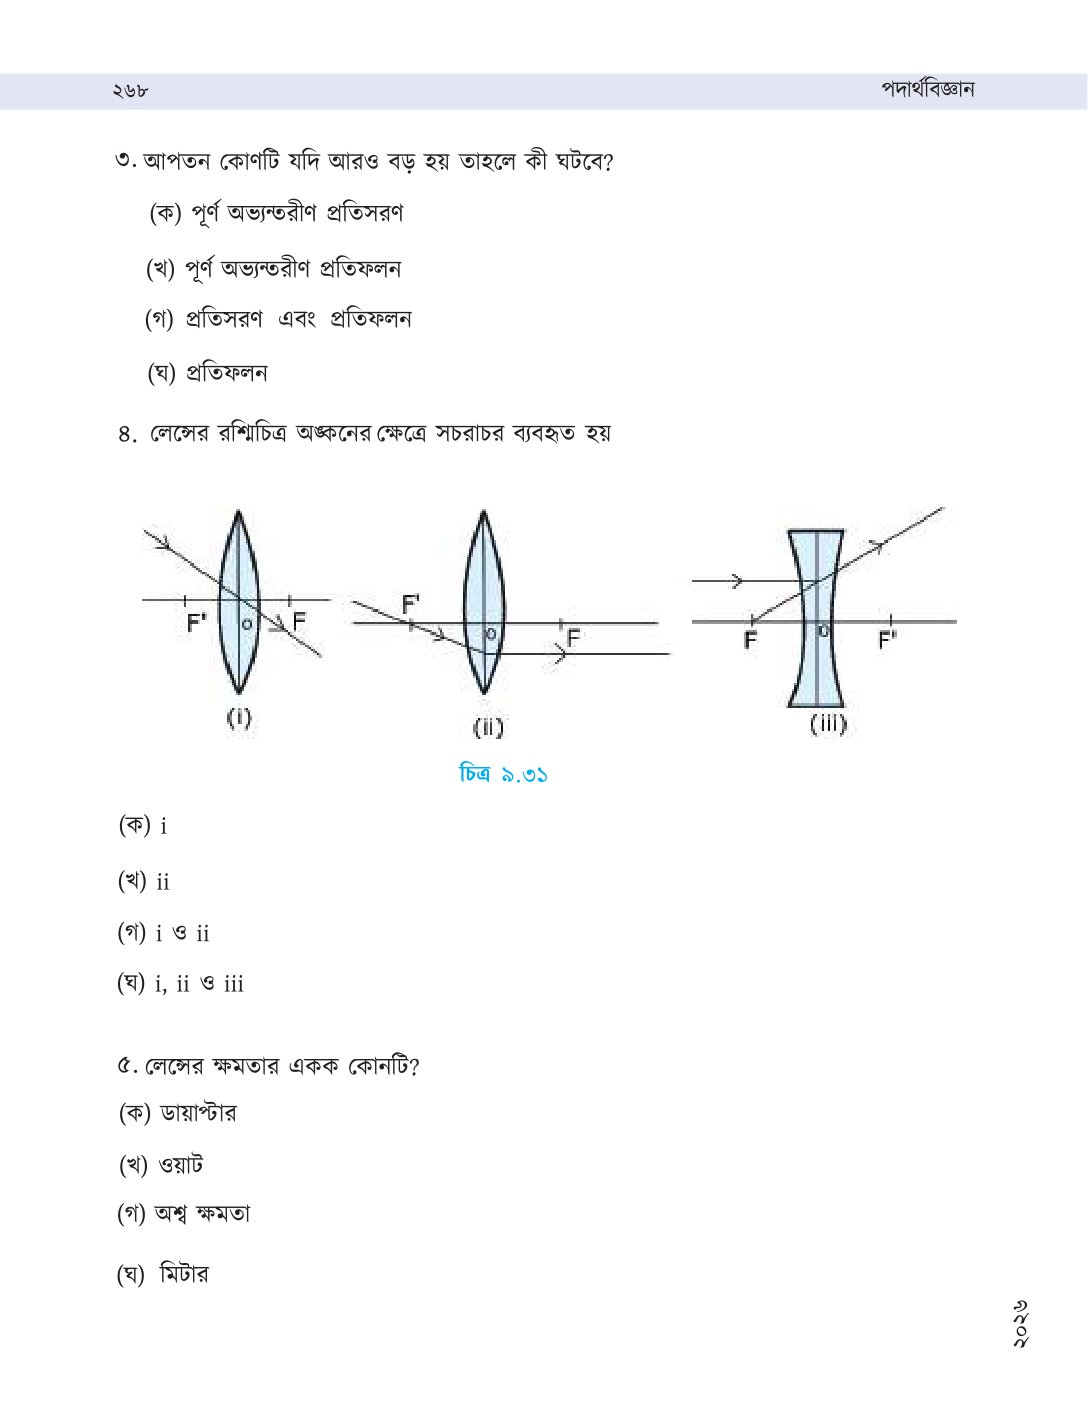 ২৬৮ পদার্থবিজ্ঞান
৩. আপতন কোণটি যদি আরও বড় হয় তাহলে কী ঘটবে?
(ক) পূর্ণ অভ্যন্তরীণ প্রতিসরণ
(খ) পূর্ণ অভ্যন্তরীণ প্রতিফলন
(গ) প্রতিসরণ এবং প্রতিফলন
(ঘ) প্রতিফলন
৪. লেন্সের রশ্মিচিত্র অঙ্কনের ক্ষেত্রে সচরাচর ব্যবহৃত হয়
F' o F
(i)
F' o F
(ii)
F o F'
(iii)
চিত্র ৯.৩১
(ক) i
(খ) ii
(গ) i ও ii
(ঘ) i, ii ও iii
৫. লেন্সের ক্ষমতার একক কোনটি?
(ক) ডায়াপ্টার
(খ) ওয়াট
(গ) অশ্ব ক্ষমতা
(ঘ) মিটার
২০২৬